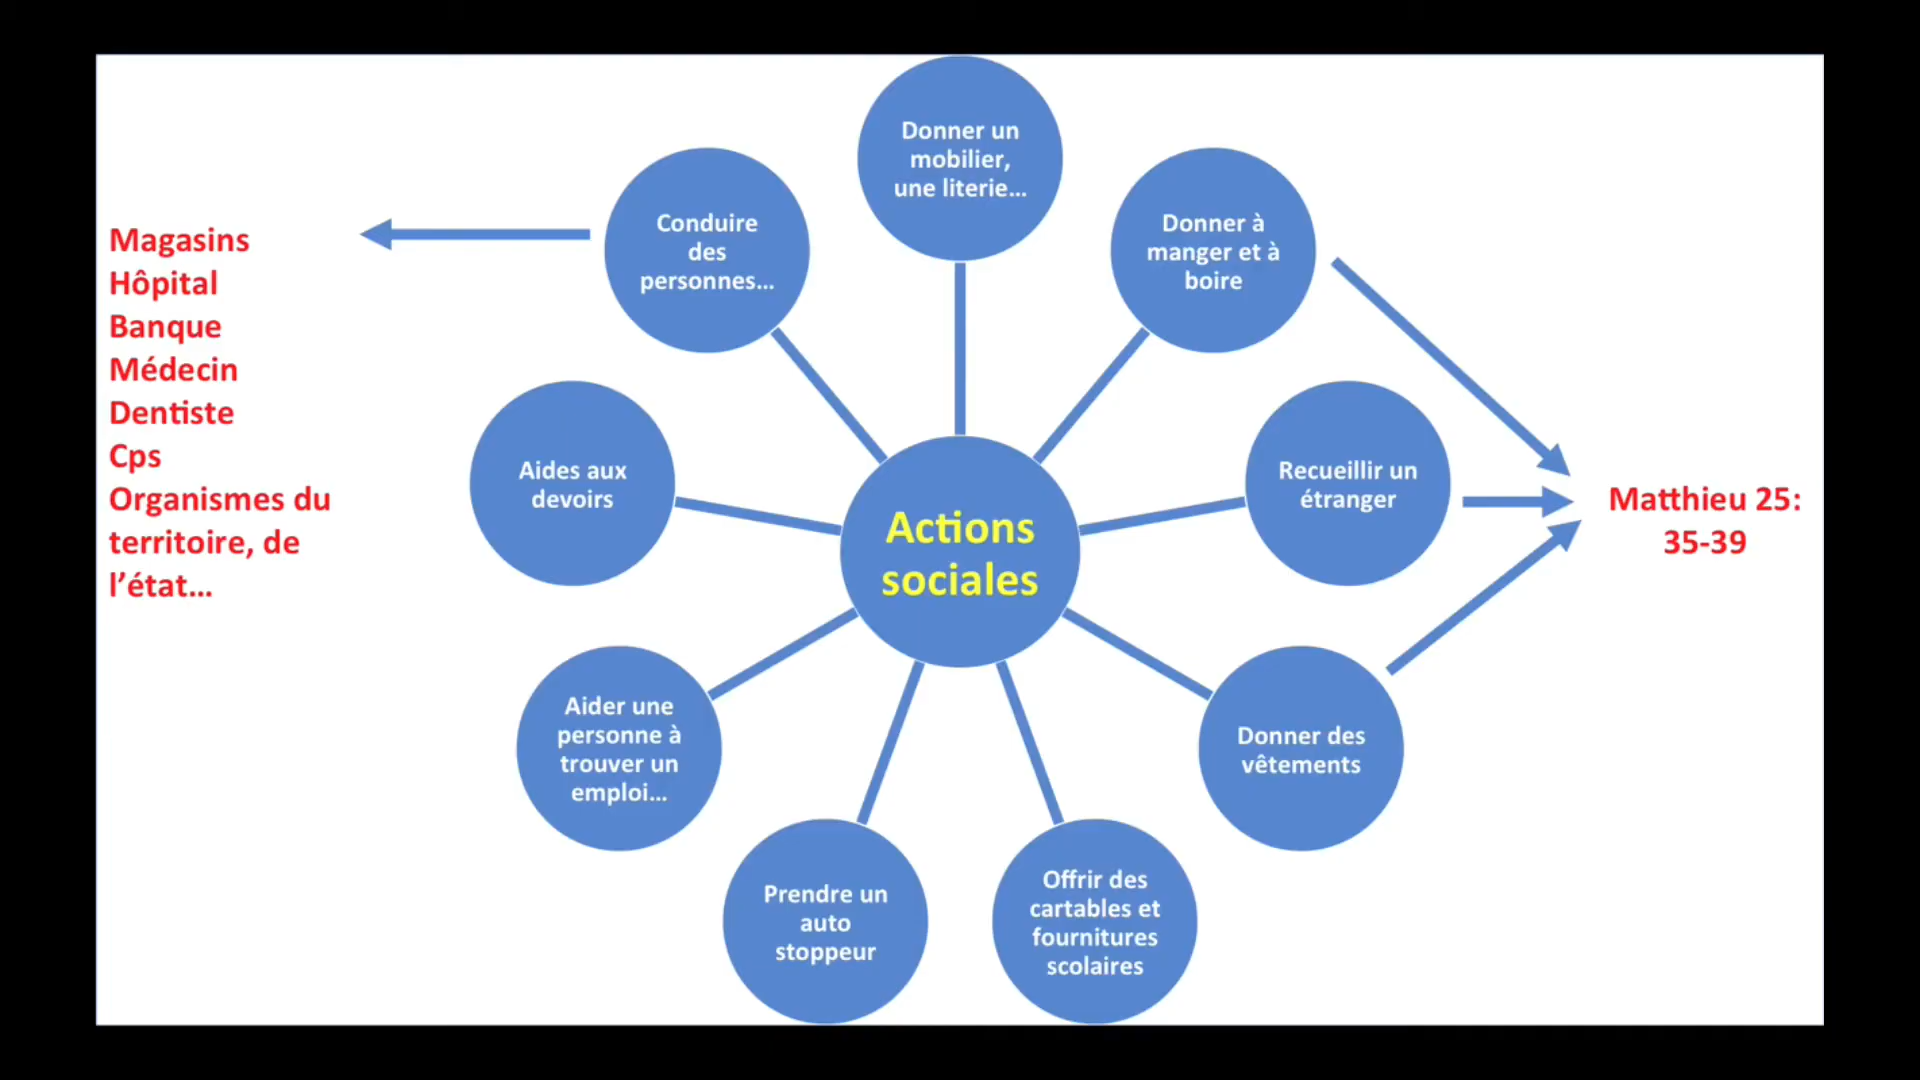 Donner un
mobilier,
une literie...
Conduire
des
personnes...
Donner à
manger et à
boire
Magasins
Hôpital
Banque
Médecin
Dentiste
Cps
Organismes du
territoire, de
l’état...
Aides aux
devoirs
Recueillir un
étranger
Matthieu 25:
35-39
Actions
sociales
Aider une
personne à
trouver un
emploi...
Donner des
vêtements
Prendre un
auto
stoppeur
Offrir des
cartables et
fournitures
scolaires